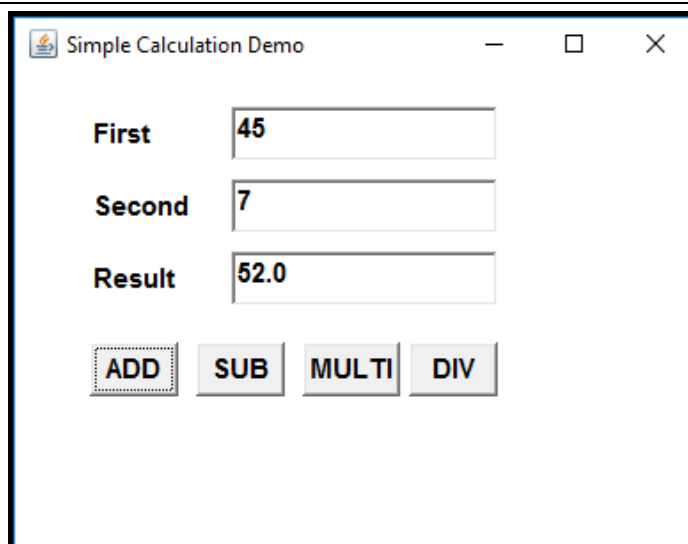 Simple Calculation Demo
First 45
Second 7
Result 52.0
ADD SUB MULTI DIV